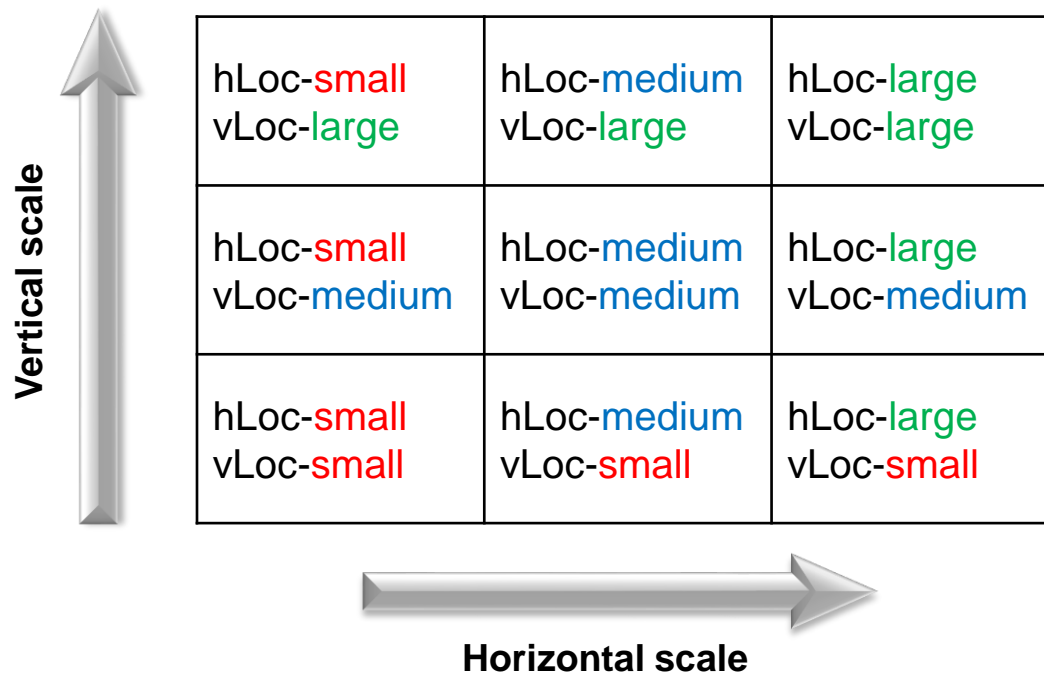 Vertical scale
hLoc-small
vLoc-large
hLoc-medium
vLoc-large
hLoc-large
vLoc-large
hLoc-small
vLoc-medium
hLoc-medium
vLoc-medium
hLoc-large
vLoc-medium
hLoc-small
vLoc-small
hLoc-medium
vLoc-small
hLoc-large
vLoc-small
Horizontal scale